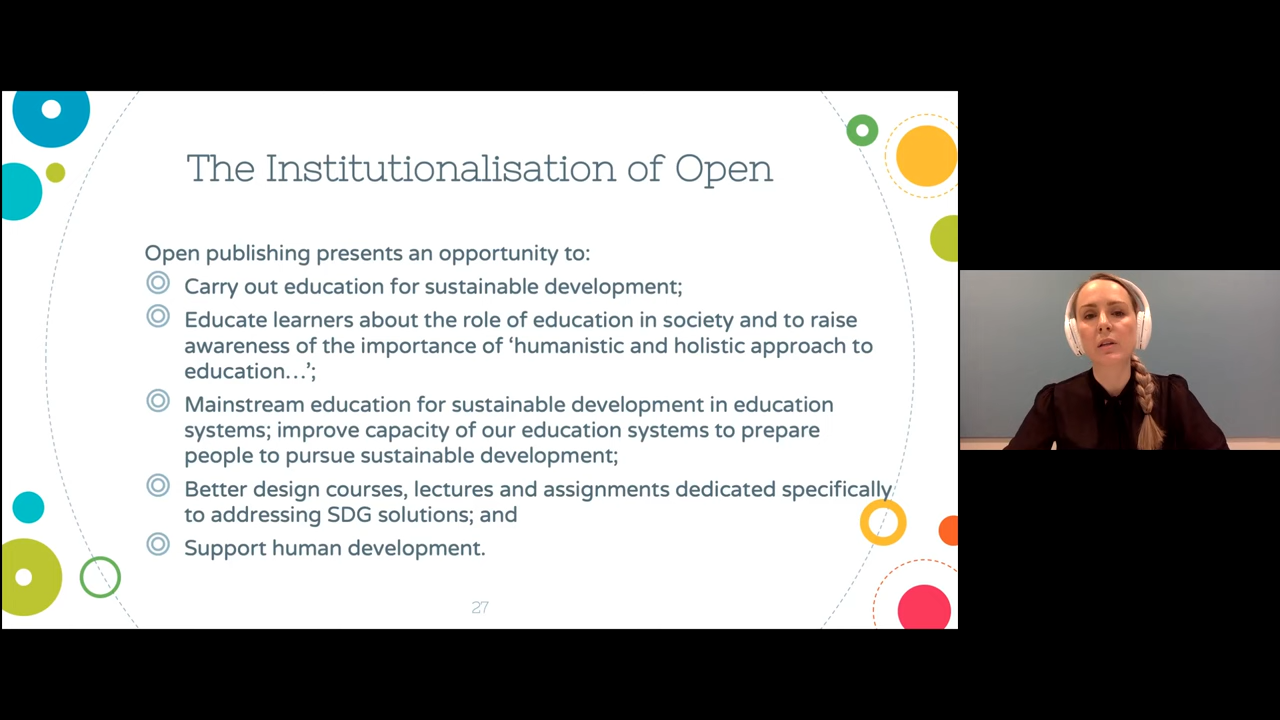 The Institutionalisation of Open
Open publishing presents an opportunity to:
Carry out education for sustainable development;
Educate learners about the role of education in society and to raise
awareness of the importance of ‘humanistic and holistic approach to
education…’;
Mainstream education for sustainable development in education
systems; improve capacity of our education systems to prepare
people to pursue sustainable development;
Better design courses, lectures and assignments dedicated specifically
to addressing SDG solutions; and
Support human development.
27